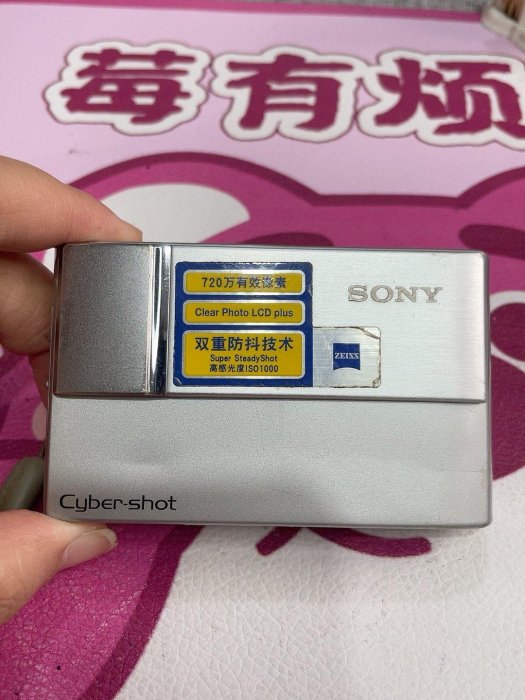 莓有烦
720万有效像素
SONY
Clear Photo LCD plus
双重防抖技术
Super SteadyShot
高感光度ISO1000
ZEISS
Cyber-shot